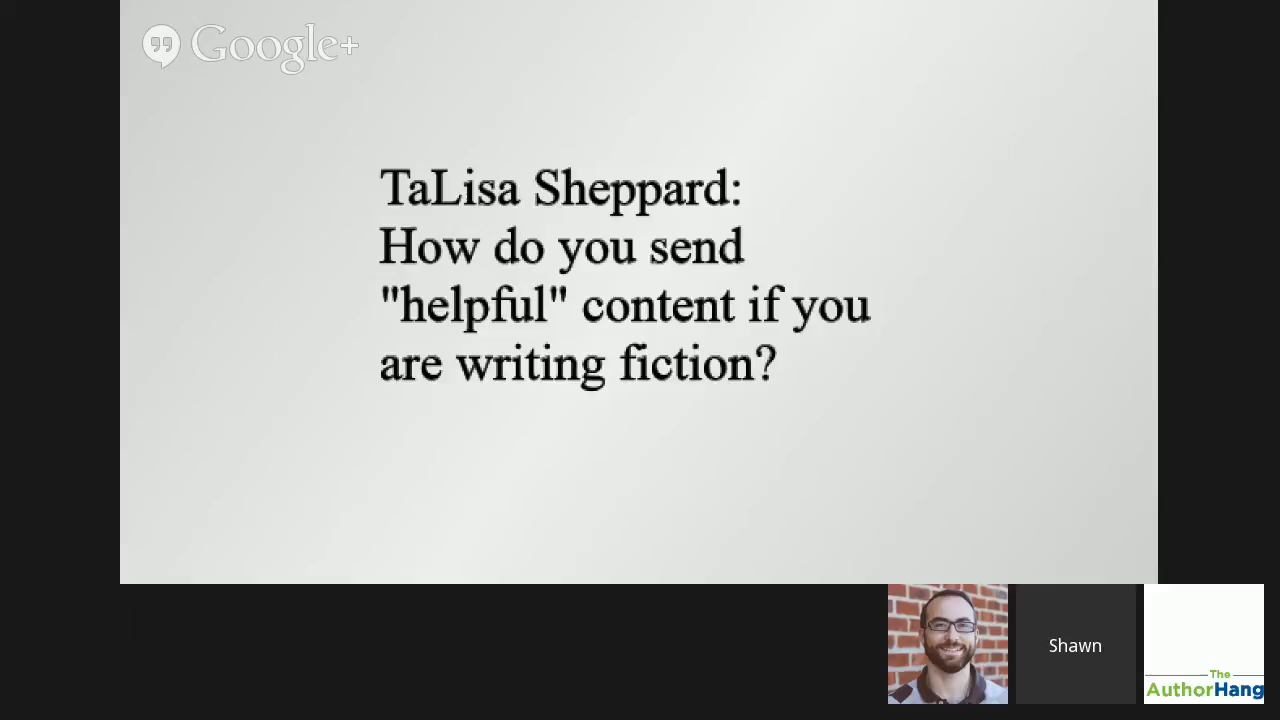 Google+
TaLisa Sheppard:
How do you send
"helpful" content if you
are writing fiction?
Shawn
The
AuthorHang